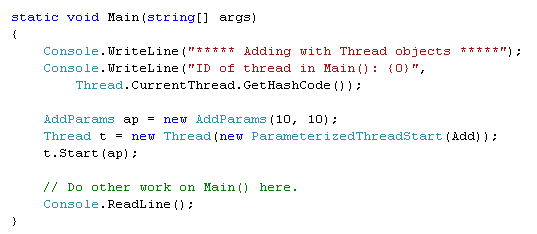 static void Main(string[] args)
{
    Console.WriteLine("***** Adding with Thread objects *****");
    Console.WriteLine("ID of thread in Main(): {0}",
        Thread.CurrentThread.GetHashCode());

    AddParams ap = new AddParams(10, 10);
    Thread t = new Thread(new ParameterizedThreadStart(Add));
    t.Start(ap);

    // Do other work on Main() here.
    Console.ReadLine();
}